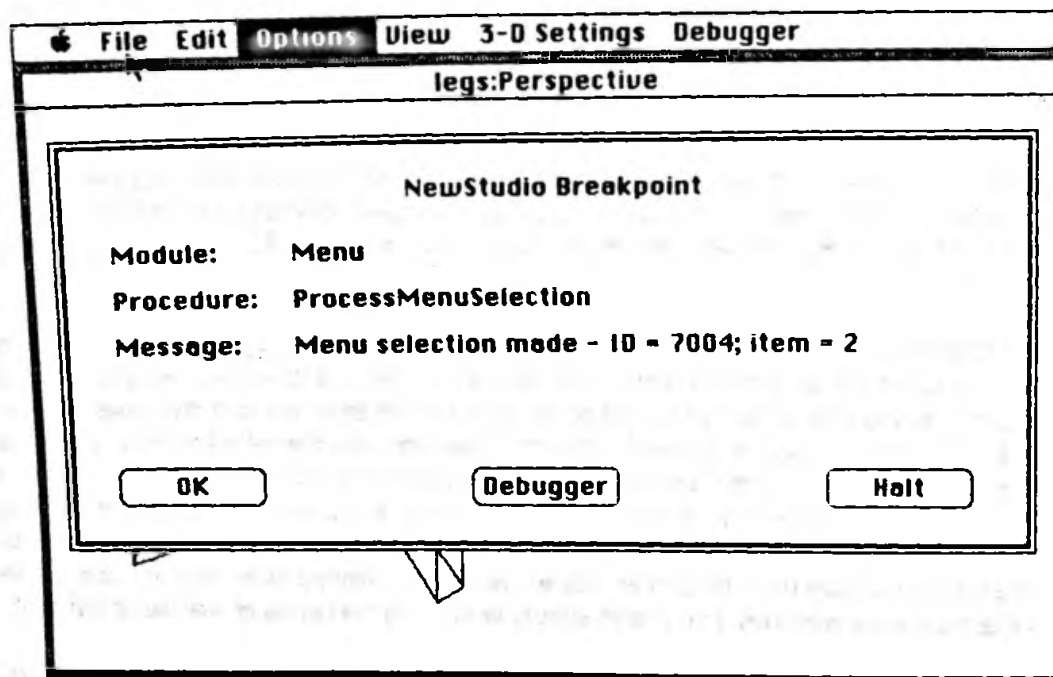 File Edit Options View 3-D Settings Debugger
legs:Perspective
NewStudio Breakpoint
Module: Menu
Procedure: ProcessMenuSelection
Message: Menu selection made - ID = 7004; item = 2
OK Debugger Halt